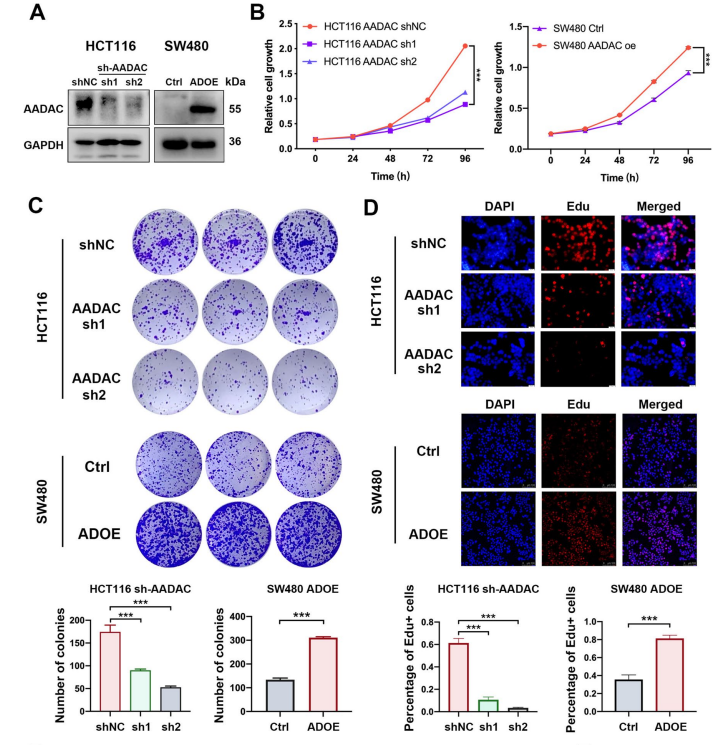 A
HCT116
SW480
sh-AADAC
shNC sh1 sh2
Ctrl ADOE kDa
AADAC
55
GAPDH
36
B
HCT116 AADAC shNC
HCT116 AADAC sh1
HCT116 AADAC sh2
Relative cell growth
2.5
2.0
1.5
1.0
0.5
0.0
***
0 24 48 72 96
Time (h)
SW480 Ctrl
SW480 AADAC oe
Relative cell growth
1.5
1.0
0.5
0.0
***
0 24 48 72 96
Time (h)
C
HCT116
shNC
AADAC
sh1
AADAC
sh2
SW480
Ctrl
ADOE
HCT116 sh-AADAC
Number of colonies
200
150
100
50
0
***
***
shNC sh1 sh2
SW480 ADOE
Number of colonies
400
300
200
100
0
***
Ctrl ADOE
D
DAPI Edu Merged
HCT116
shNC
AADAC
sh1
AADAC
sh2
DAPI Edu Merged
SW480
Ctrl
ADOE
HCT116 sh-AADAC
Percentage of Edu+ cells
0.8
0.6
0.4
0.2
0.0
***
***
shNC sh1 sh2
SW480 ADOE
Percentage of Edu+ cells
1.0
0.8
0.6
0.4
0.2
0.0
***
Ctrl ADOE